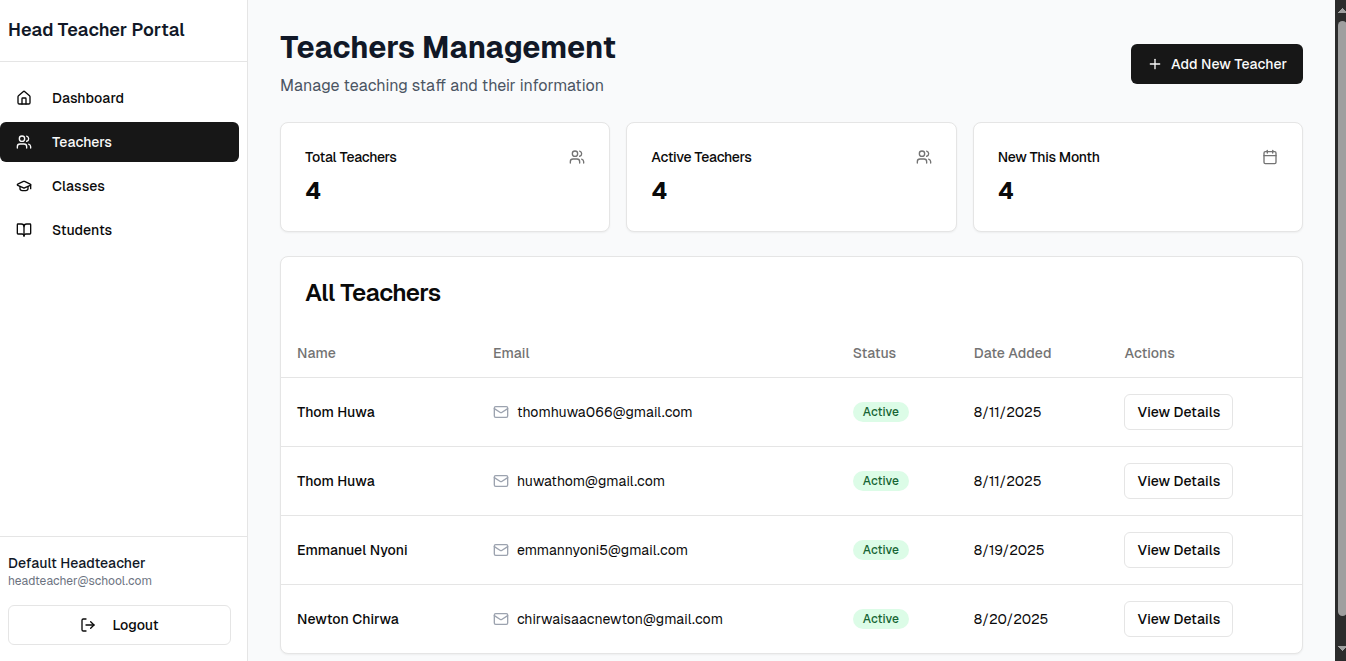 Head Teacher Portal
Dashboard
Teachers
Classes
Students
Default Headteacher
headteacher@school.com
Logout
Teachers Management
Manage teaching staff and their information
Add New Teacher
Total Teachers
4
Active Teachers
4
New This Month
4
All Teachers
Name Email Status Date Added Actions
Thom Huwa thomhuwa066@gmail.com Active 8/11/2025 View Details
Thom Huwa huwathom@gmail.com Active 8/11/2025 View Details
Emmanuel Nyoni emmannyoni5@gmail.com Active 8/19/2025 View Details
Newton Chirwa chirwaisaacnewton@gmail.com Active 8/20/2025 View Details